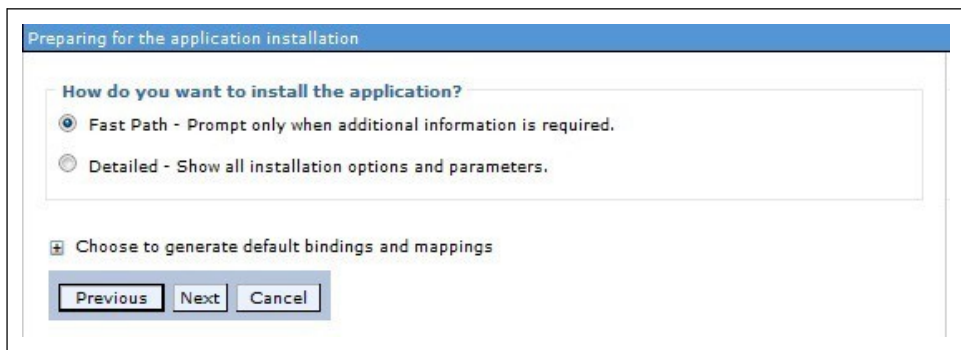 Preparing for the application installation
How do you want to install the application?
Fast Path - Prompt only when additional information is required.
Detailed - Show all installation options and parameters.
Choose to generate default bindings and mappings
Previous Next Cancel